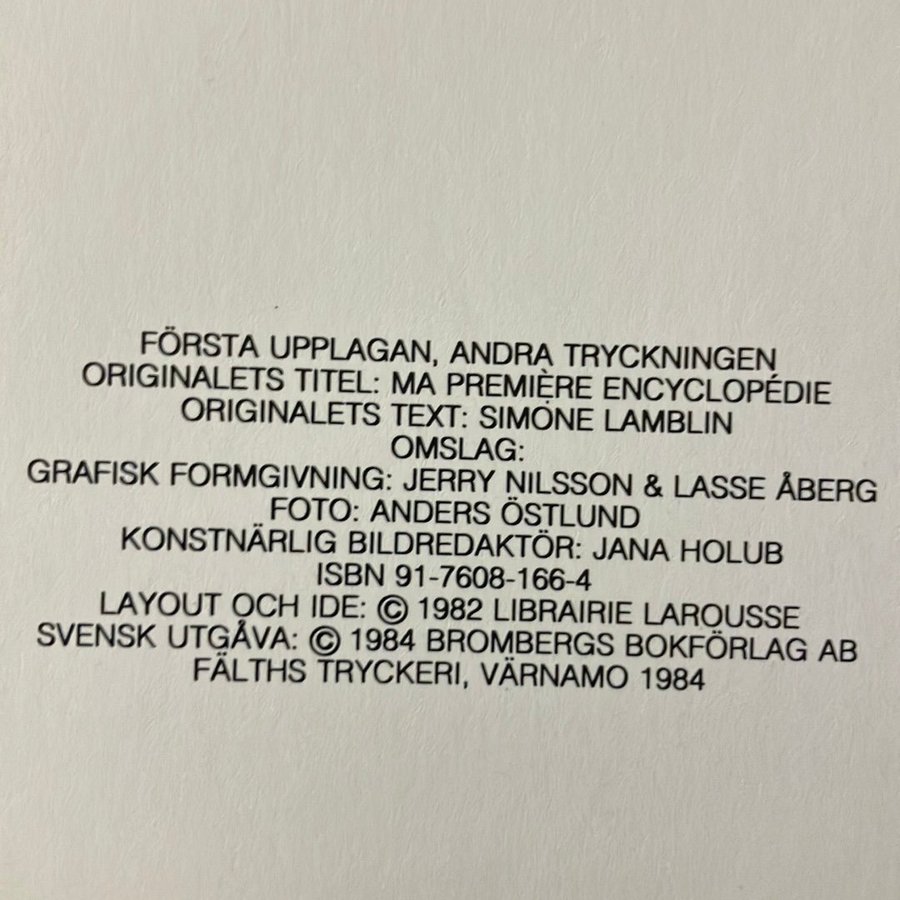 FÖRSTA UPPLAGAN, ANDRA TRYCKNINGEN
ORIGINALETS TITEL: MA PREMIÈRE ENCYCLOPÉDIE
ORIGINALETS TEXT: SIMONE LAMBLIN
OMSLAG:
GRAFISK FORMGIVNING: JERRY NILSSON & LASSE ÅBERG
FOTO: ANDERS ÖSTLUND
KONSTNÄRLIG BILDREDAKTÖR: JANA HOLUB
ISBN 91-7608-166-4
LAYOUT OCH IDE: © 1982 LIBRAIRIE LAROUSSE
SVENSK UTGÅVA: © 1984 BROMBERGS BOKFÖRLAG AB
FÄLTHS TRYCKERI, VÄRNAMO 1984